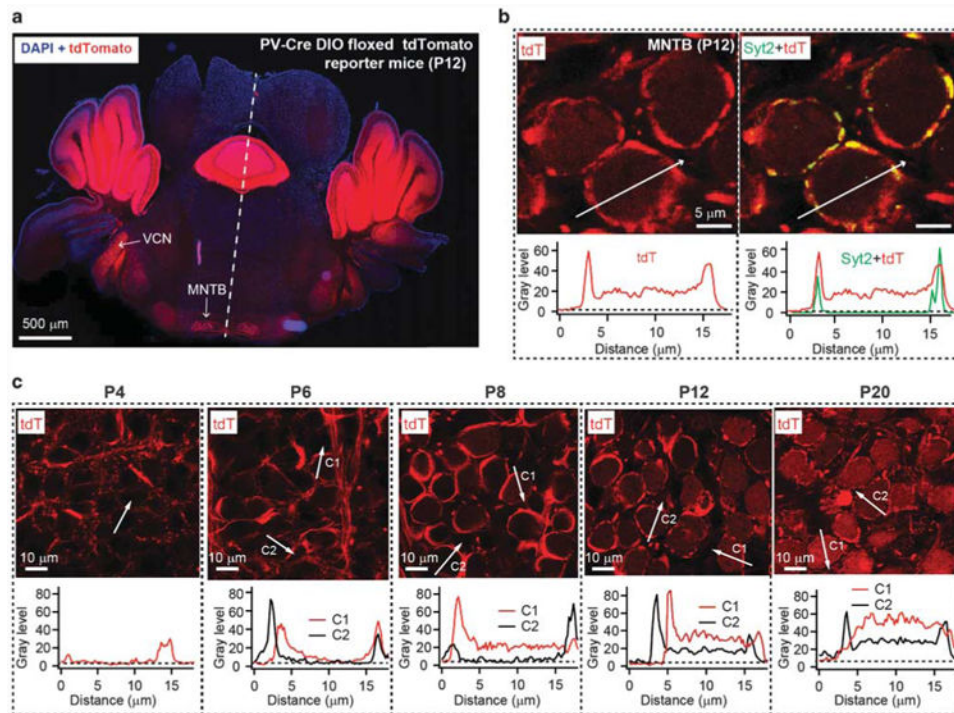 a
DAPI + tdTomato
PV-Cre DIO floxed tdTomato
reporter mice (P12)
VCN
MNTB
500 μm
b
tdT
MNTB (P12)
Syt2+tdT
5 μm
Gray level
60
40
20
0
tdT
0 5 10 15
Distance (μm)
Gray level
60
40
20
0
Syt2+tdT
0 5 10 15
Distance (μm)
c
P4 P6 P8 P12 P20
tdT
10 μm
tdT
C1
C2
10 μm
tdT
C1
C2
10 μm
tdT
C2
C1
10 μm
tdT
C2
C1
10 μm
Gray level
80
60
40
20
0
0 5 10 15
Distance (μm)
80
60
40
20
0
C1
C2
0 5 10 15
Distance (μm)
80
60
40
20
0
C1
C2
0 5 10 15
Distance (μm)
80
60
40
20
0
C1
C2
0 5 10 15
Distance (μm)
80
60
40
20
0
C1
C2
0 5 10 15
Distance (μm)